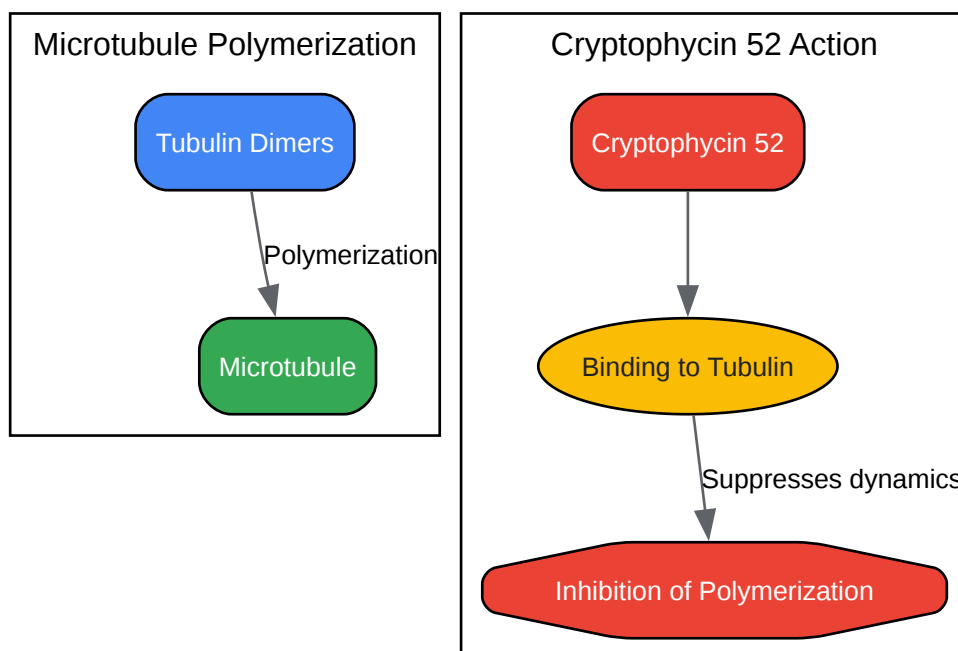 Microtubule Polymerization
Tubulin Dimers
Polymerization
Microtubule
Cryptophycin 52 Action
Cryptophycin 52
Binding to Tubulin
Suppresses dynamics
Inhibition of Polymerization